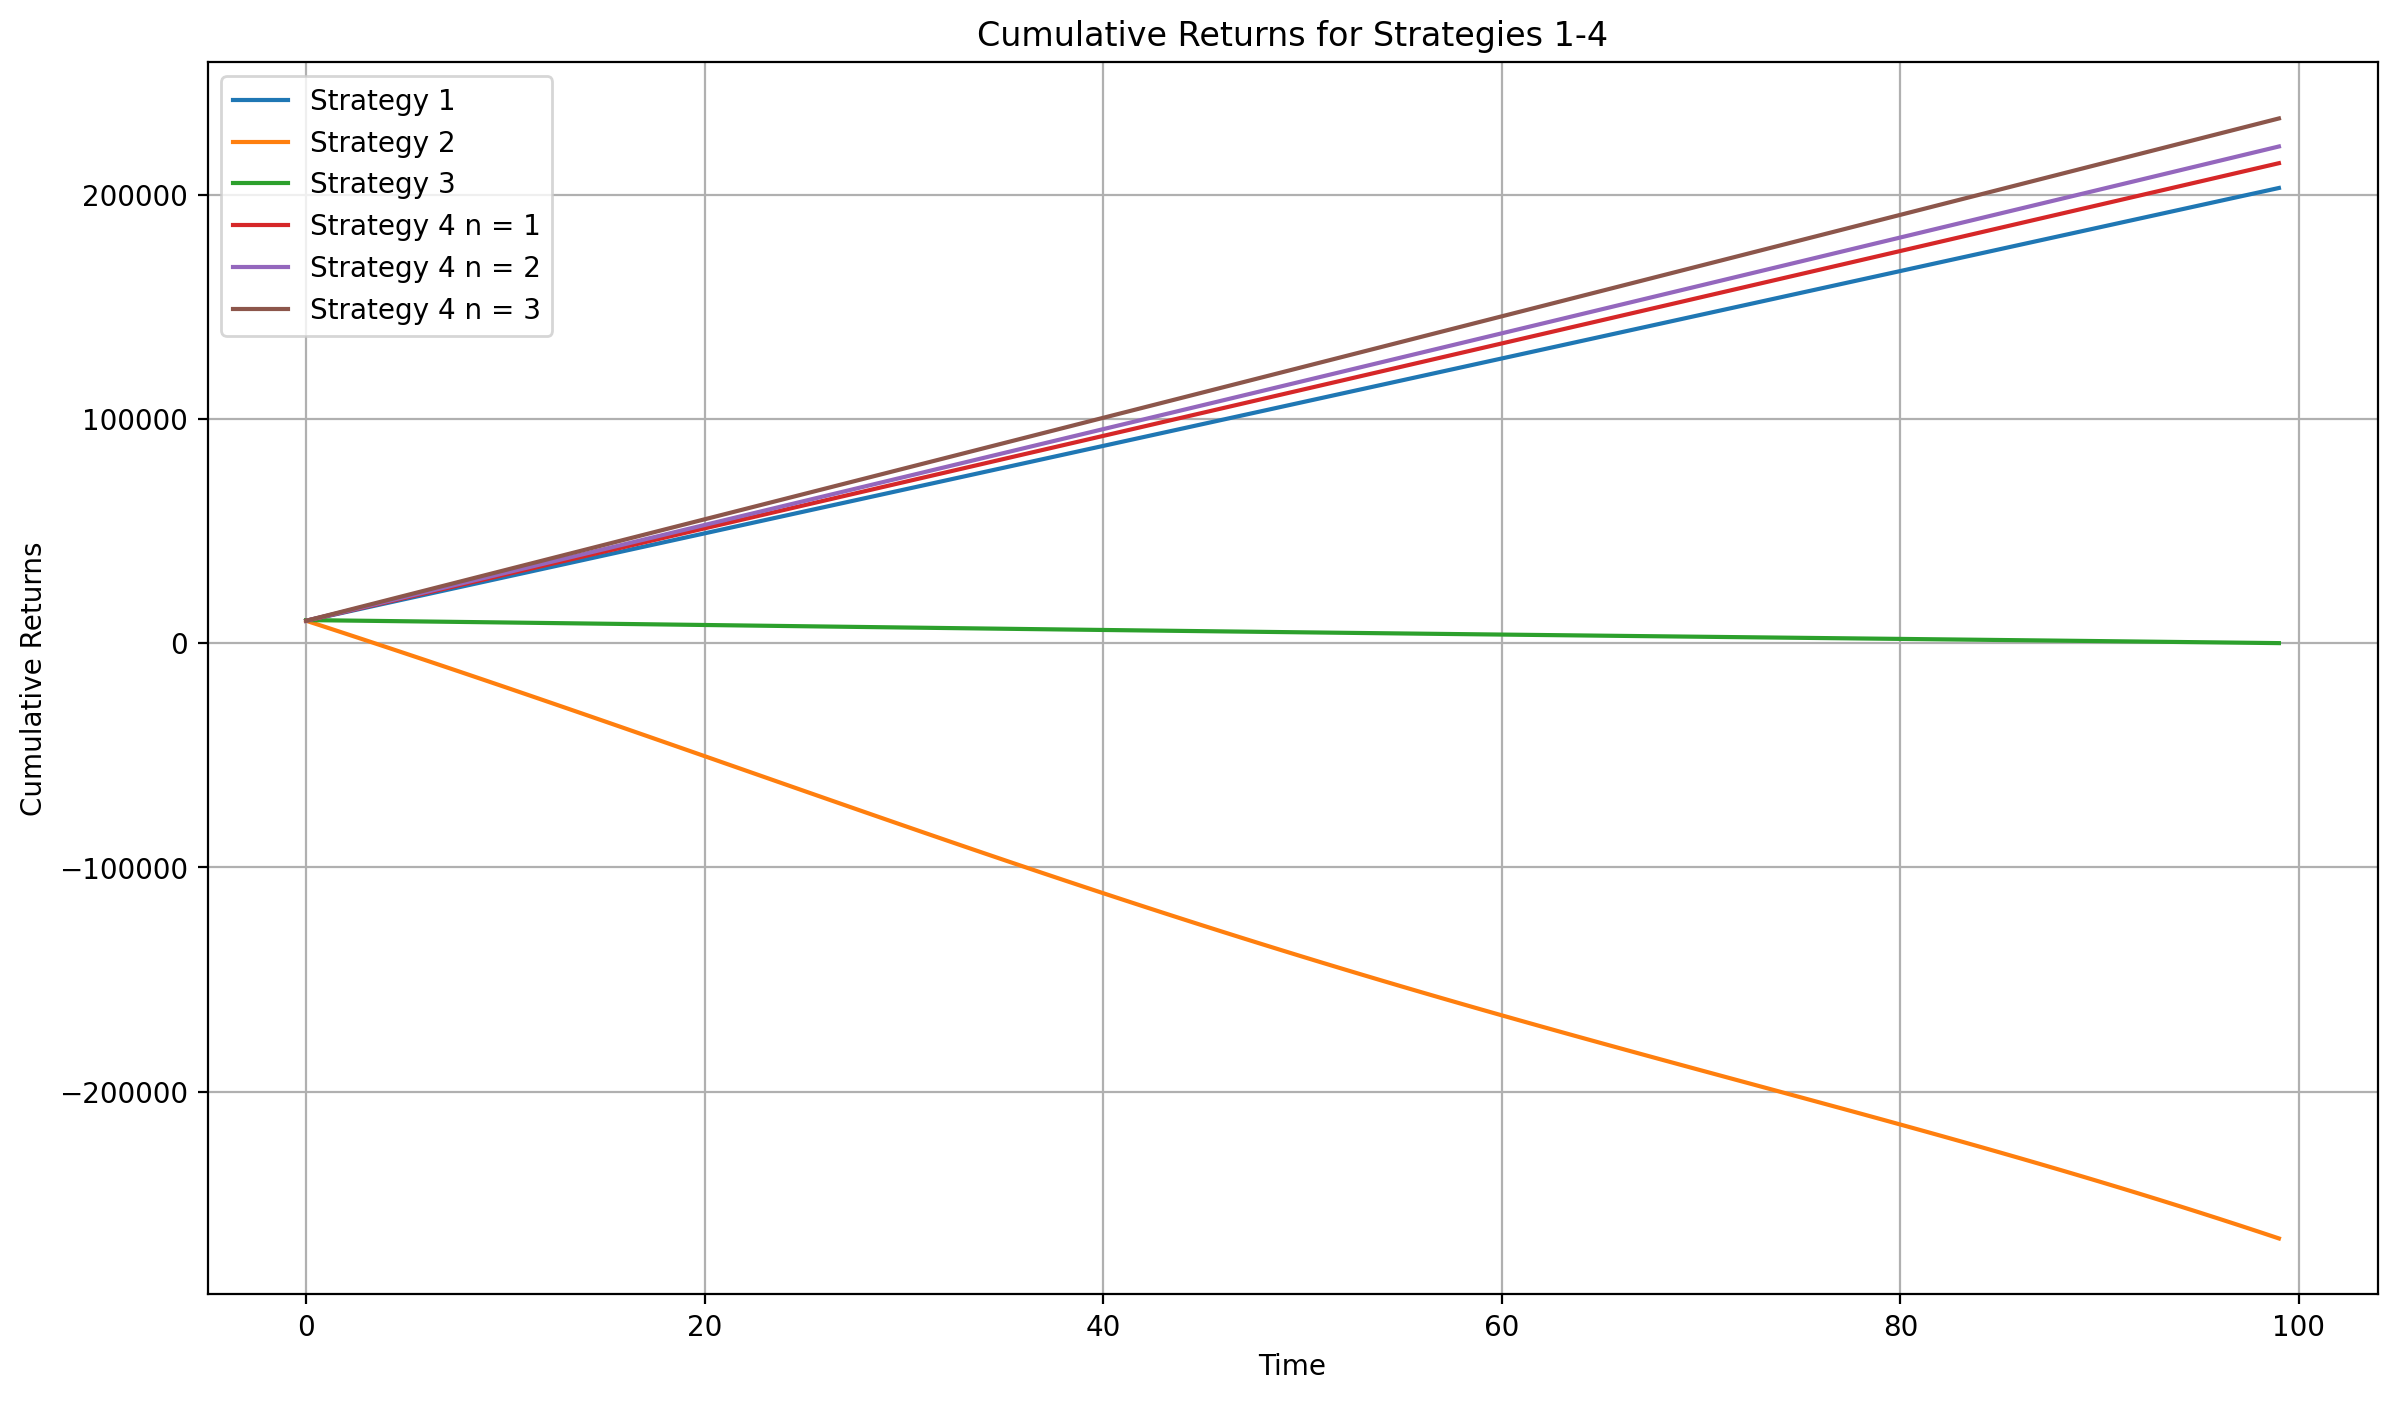 Cumulative Returns for Strategies 1-4
Strategy 1
Strategy 2
Strategy 3
Strategy 4 n = 1
Strategy 4 n = 2
Strategy 4 n = 3
200000
100000
0
−100000
−200000
Cumulative Returns
0 20 40 60 80 100
Time